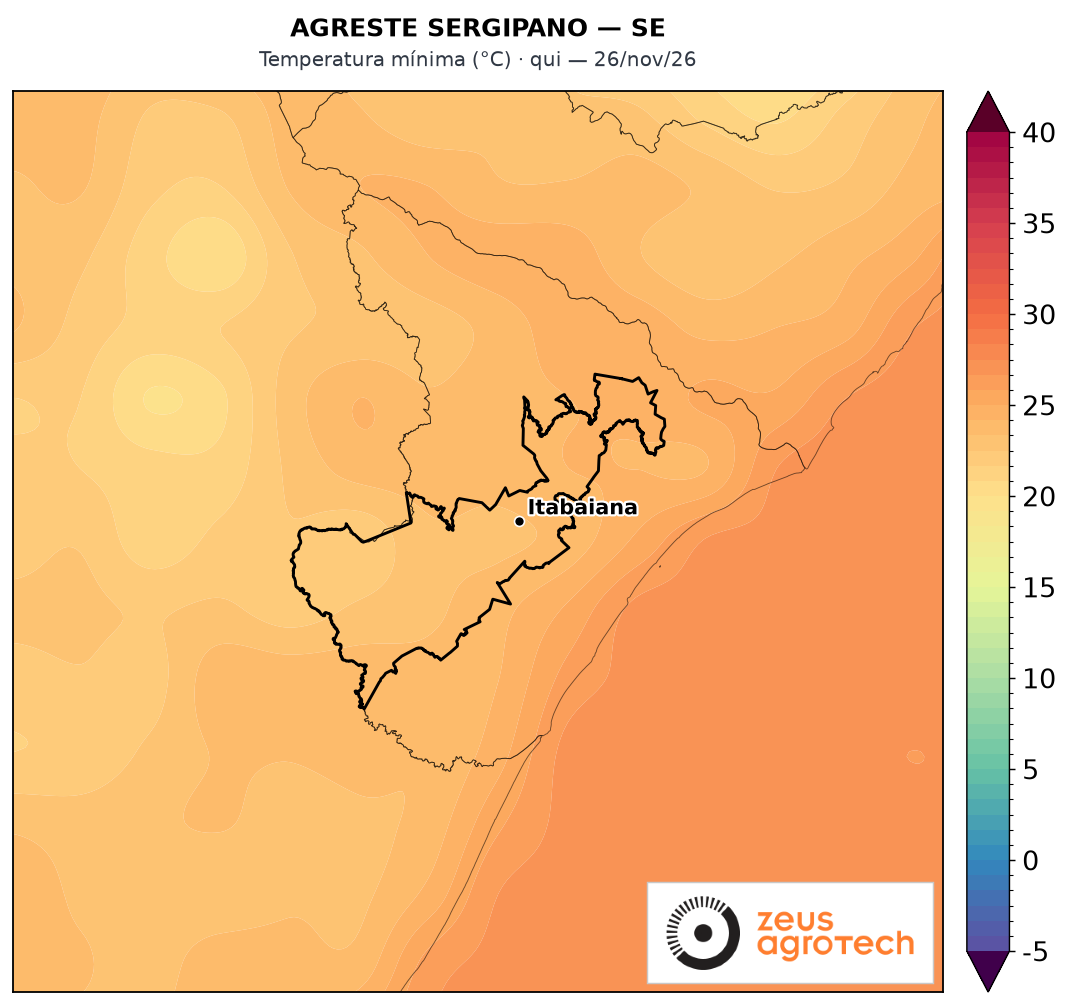 AGRESTE SERGIPANO — SE
Temperatura mínima (°C) · qui — 26/nov/26
40
35
30
25
20
15
10
5
0
-5
Itabaiana
zeus
agrotech